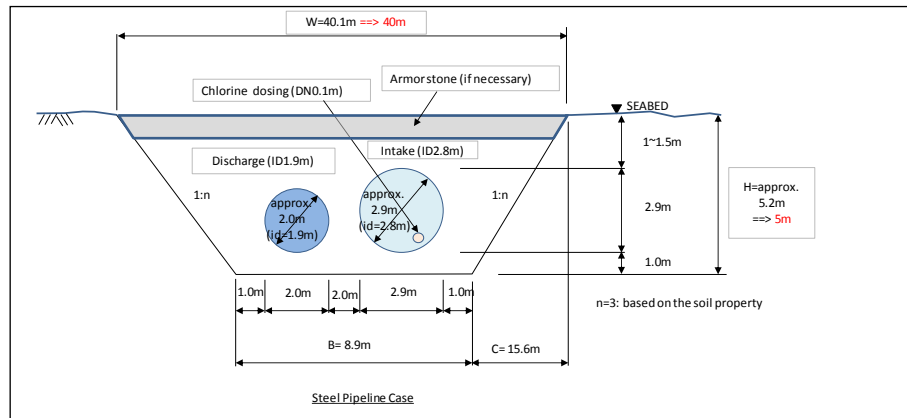 W=40.1m ==> 40m
Armor stone (if necessary)
Chlorine dosing (DN0.1m)
SEABED
Discharge (ID1.9m)
Intake (ID2.8m)
1~1.5m
1:n
approx.
2.0m
(id=1.9m)
approx.
2.9m
(id=2.8m)
1:n
2.9m
H=approx.
5.2m
==> 5m
1.0m
1.0m
2.0m
2.0m
2.9m
1.0m
n=3: based on the soil property
B= 8.9m
C= 15.6m
Steel Pipeline Case